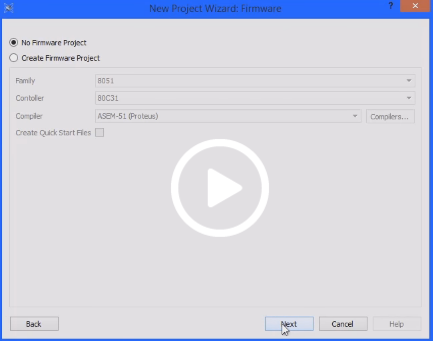 New Project Wizard: Firmware
No Firmware Project
Create Firmware Project
Family 8051
Contoller 80C31
Compiler ASEM-51 (Proteus) Compilers...
Create Quick Start Files
Back Next Cancel Help